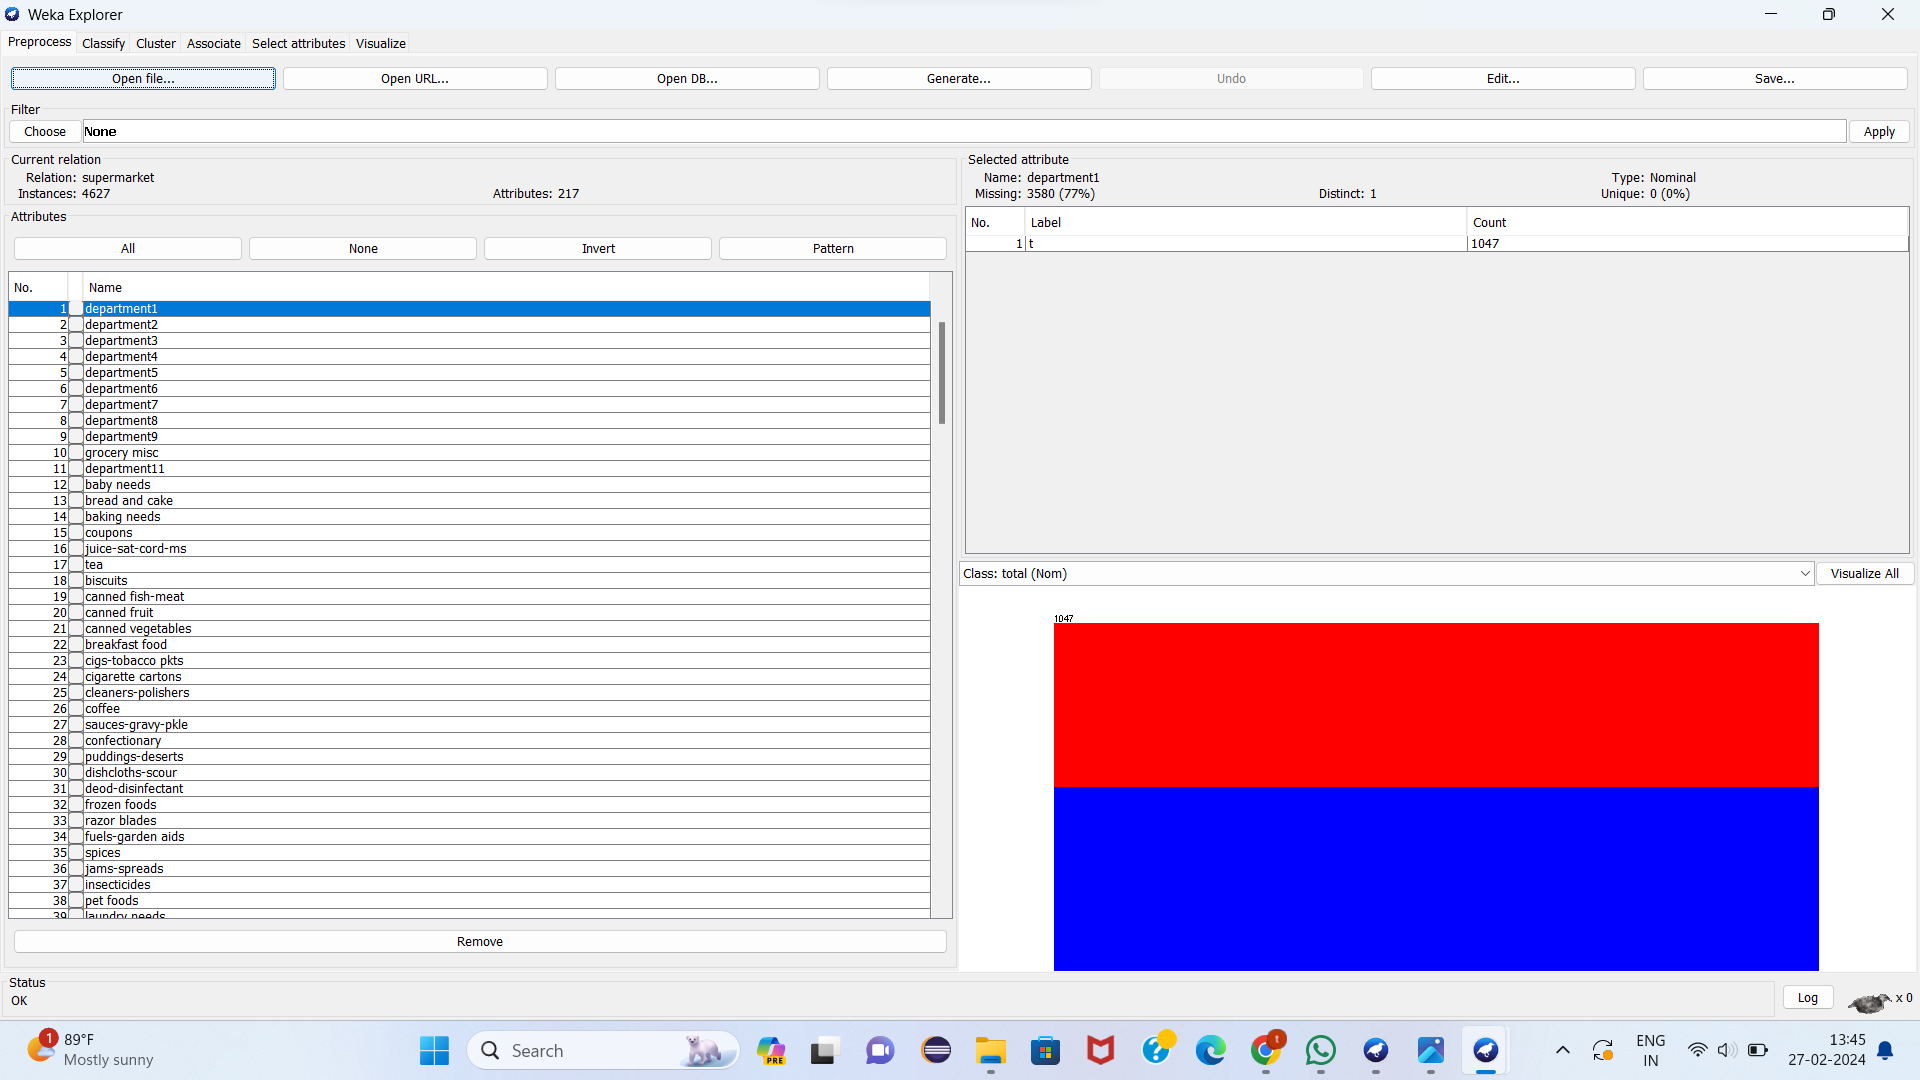 Weka Explorer
Preprocess Classify Cluster Associate Select attributes Visualize
Open file... Open URL... Open DB... Generate... Undo Edit... Save...
Filter
Choose None Apply
Current relation
Relation: supermarket
Instances: 4627 Attributes: 217
Attributes
All None Invert Pattern
No. Name
1 department1
2 department2
3 department3
4 department4
5 department5
6 department6
7 department7
8 department8
9 department9
10 grocery misc
11 department11
12 baby needs
13 bread and cake
14 baking needs
15 coupons
16 juice-sat-cord-ms
17 tea
18 biscuits
19 canned fish-meat
20 canned fruit
21 canned vegetables
22 breakfast food
23 cigs-tobacco pkts
24 cigarette cartons
25 cleaners-polishers
26 coffee
27 sauces-gravy-pkle
28 confectionary
29 puddings-deserts
30 dishcloths-scour
31 deod-disinfectant
32 frozen foods
33 razor blades
34 fuels-garden aids
35 spices
36 jams-spreads
37 insecticides
38 pet foods
39 laundry needs
Remove
Selected attribute
Name: department1 Type: Nominal
Missing: 3580 (77%) Distinct: 1 Unique: 0 (0%)
No. Label Count
1 t 1047
Class: total (Nom) Visualize All
1047
Status
OK
Log x 0
1 89°F
Mostly sunny
Search
PRE
t
ENG
IN
13:45
27-02-2024